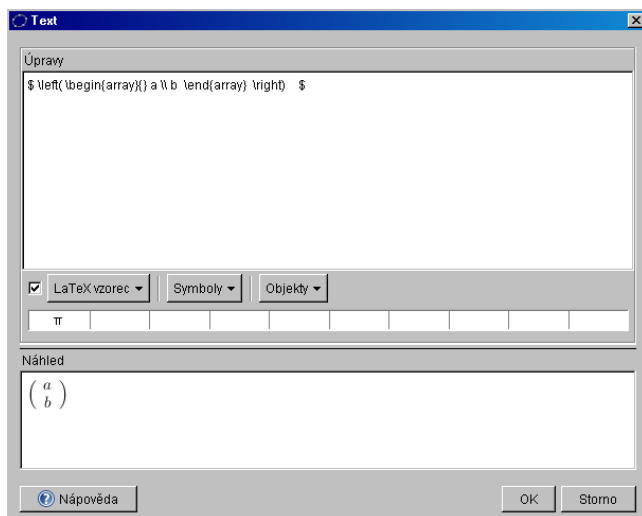 Text
Úpravy
$ \left( \begin{array}{} a \\ b  \end{array}  \right)    $
LaTeX vzorec Symboly Objekty
π
Náhled
( a
b )
Nápověda OK Storno